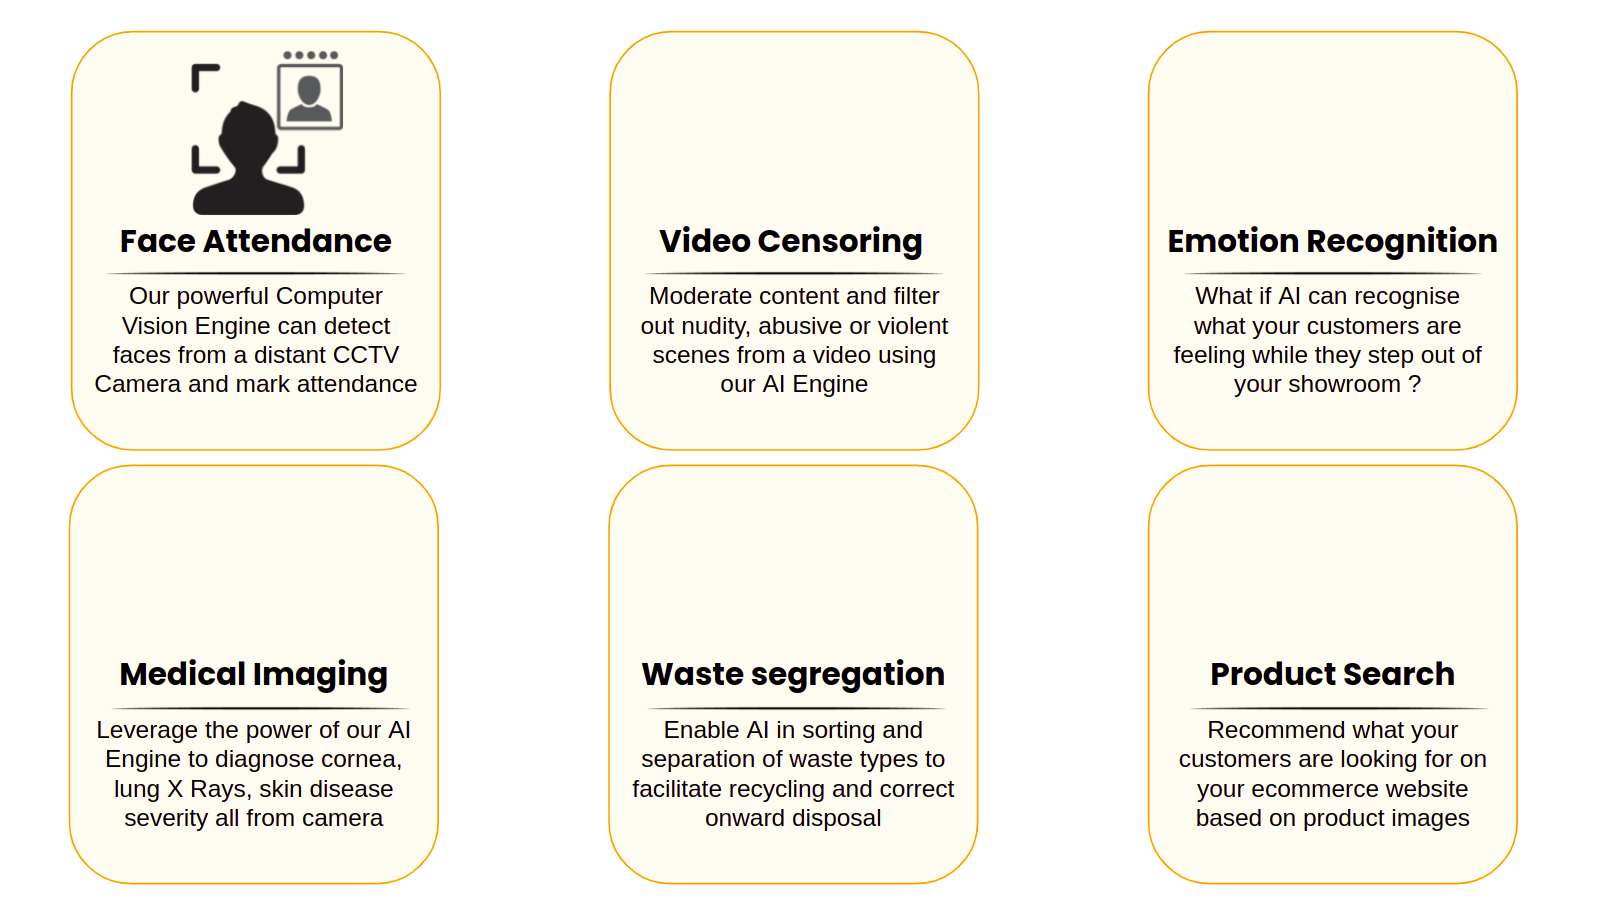 Face Attendance
Our powerful Computer
Vision Engine can detect
faces from a distant CCTV
Camera and mark attendance
Video Censoring
Moderate content and filter
out nudity, abusive or violent
scenes from a video using
our AI Engine
Emotion Recognition
What if AI can recognise
what your customers are
feeling while they step out of
your showroom ?
Medical Imaging
Leverage the power of our AI
Engine to diagnose cornea,
lung X Rays, skin disease
severity all from camera
Waste segregation
Enable AI in sorting and
separation of waste types to
facilitate recycling and correct
onward disposal
Product Search
Recommend what your
customers are looking for on
your ecommerce website
based on product images